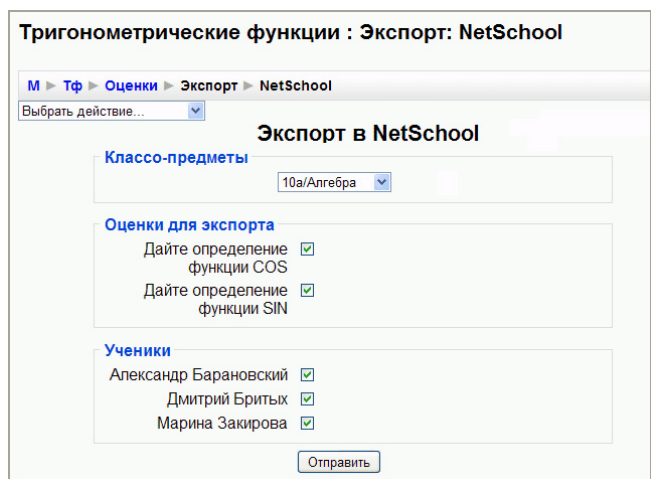 Тригонометрические функции : Экспорт: NetSchool
М ► Тф ► Оценки ► Экспорт ► NetSchool
Выбрать действие...
Экспорт в NetSchool
Классо-предметы
10а/Алгебра
Оценки для экспорта
Дайте определение
функции COS
Дайте определение
функции SIN
Ученики
Александр Барановский
Дмитрий Бритых
Марина Закирова
Отправить